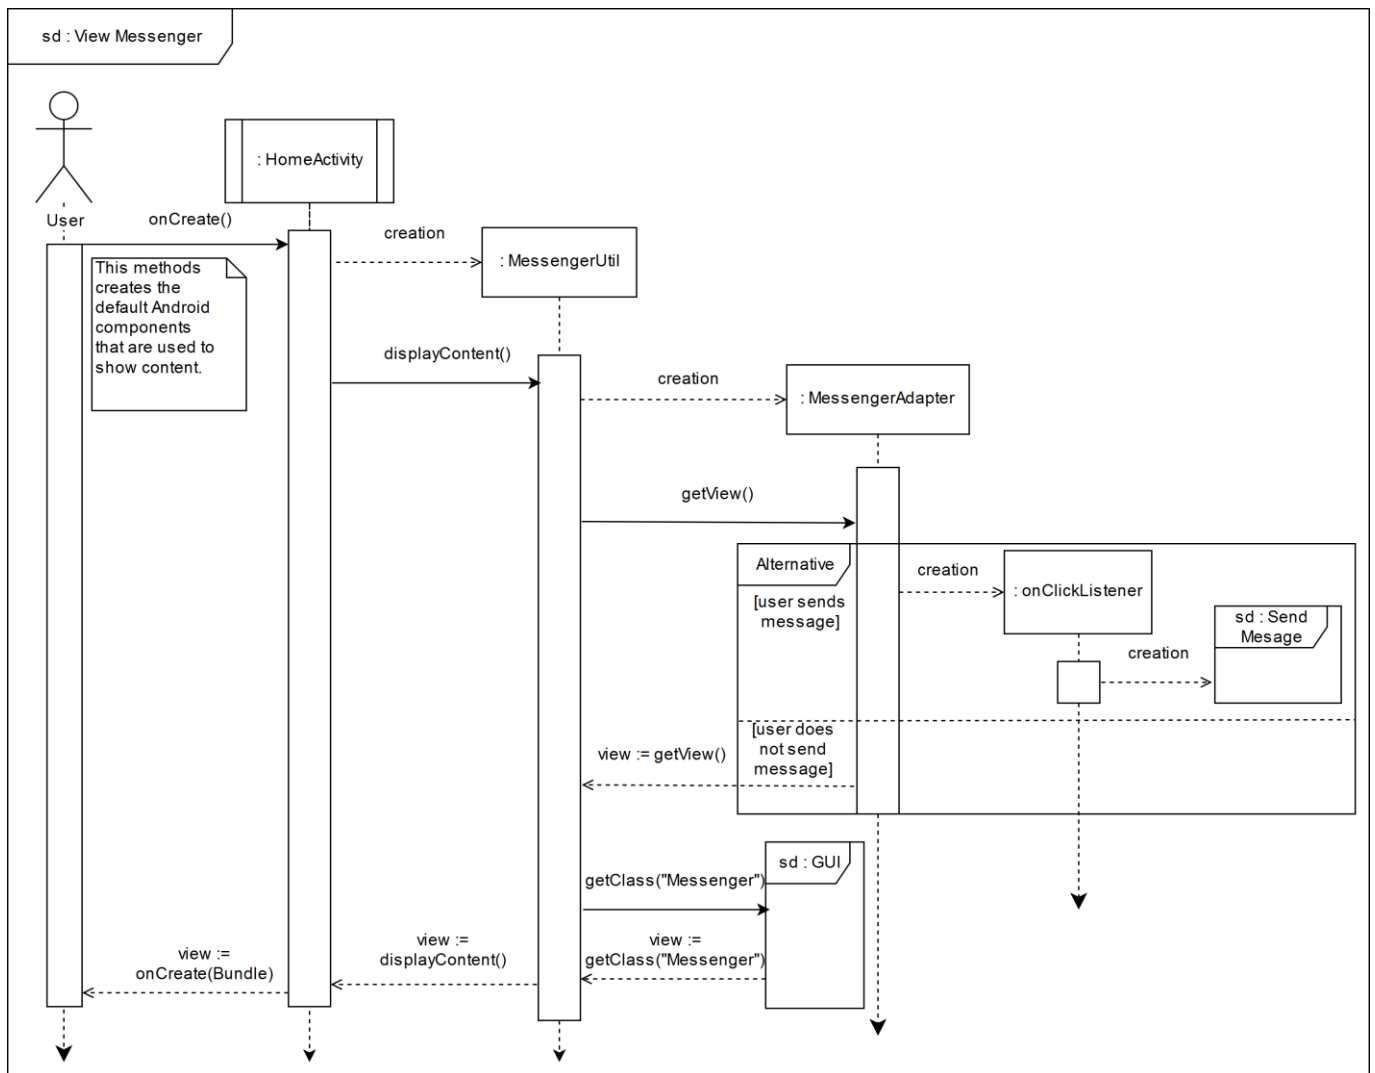 sd : View Messenger
: HomeActivity
User
onCreate()
creation
: MessengerUtil
This methods
creates the
default Android
components
that are used to
show content.
displayContent()
creation
: MessengerAdapter
getView()
Alternative
[user sends
message]
creation
: onClickListener
sd : Send
Mesage
creation
[user does
not send
message]
view := getView()
sd : GUI
getClass("Messenger")
view :=
getClass("Messenger")
view :=
displayContent()
view :=
onCreate(Bundle)